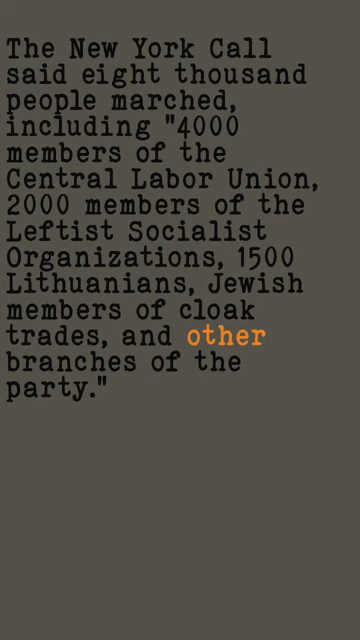 The New York Call
said eight thousand
people marched,
including "4000
members of the
Central Labor Union,
2000 members of the
Leftist Socialist
Organizations, 1500
Lithuanians, Jewish
members of cloak
trades, and other
branches of the
party."